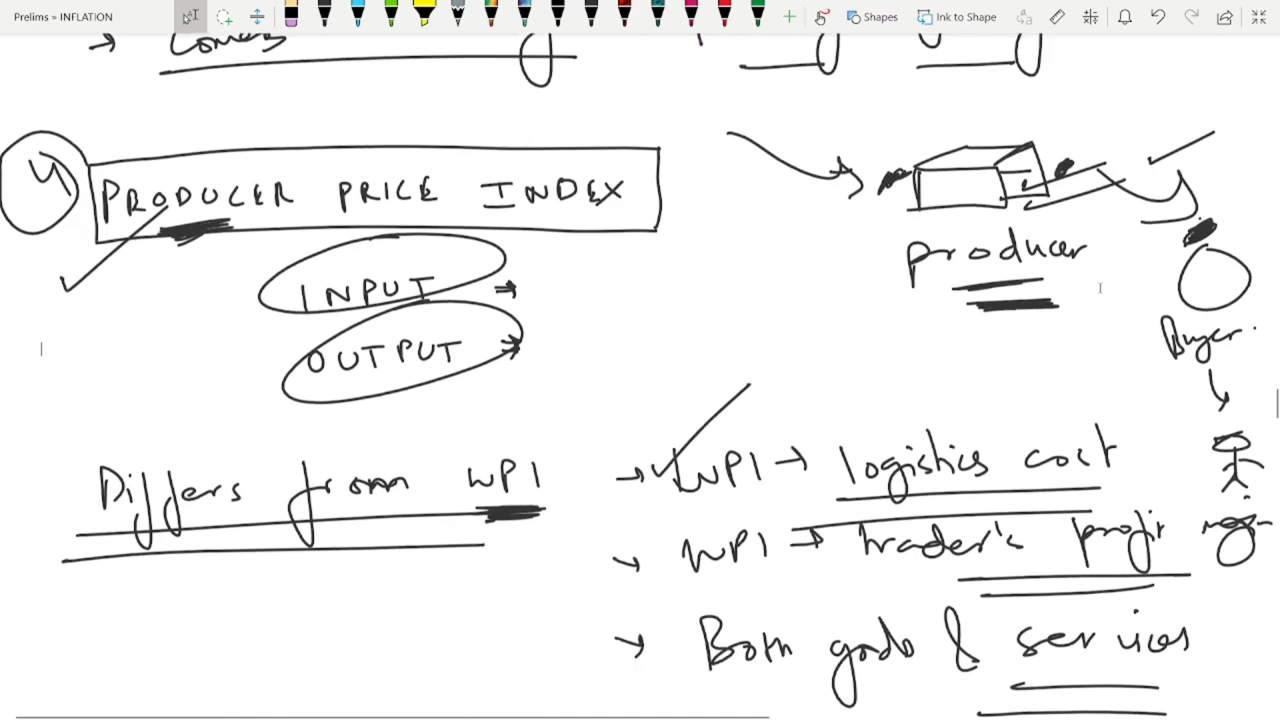 Prelims » INFLATION
Shapes
Ink to Shape
4
PRODUCER PRICE INDEX
INPUT →
OUTPUT →
producer
Buyer.
Differs from WPI
→ WPI → logistics cost
→ WPI → trader's profit
→ Both goods & services